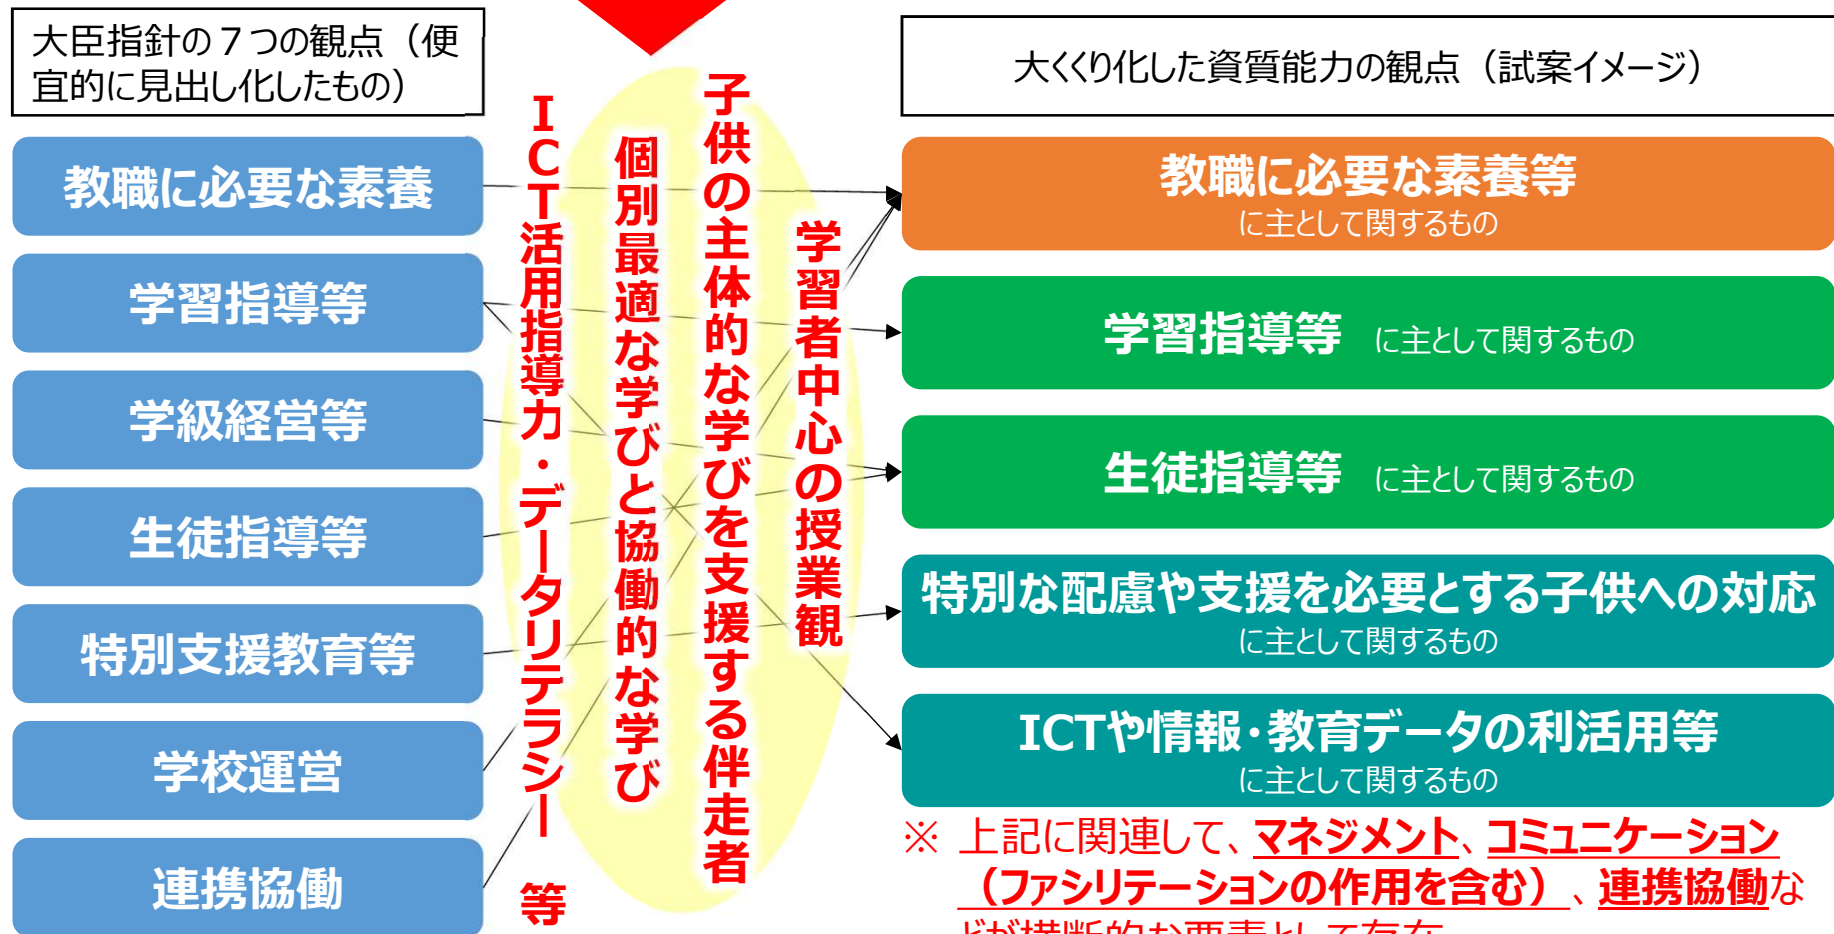 大臣指針の７つの観点（便
宜的に見出し化したもの）
教職に必要な素養
学習指導等
学級経営等
生徒指導等
特別支援教育等
学校運営
連携協働
ＩＣＴ活用指導力・データリテラシー　等
個別最適な学びと協働的な学び
子供の主体的な学びを支援する伴走者
学習者中心の授業観
大くくり化した資質能力の観点（試案イメージ）
教職に必要な素養等
に主として関するもの
学習指導等　に主として関するもの
生徒指導等　に主として関するもの
特別な配慮や支援を必要とする子供への対応
に主として関するもの
ICTや情報・教育データの利活用等
に主として関するもの
※ 上記に関連して、マネジメント、コミュニケーション
（ファシリテーションの作用を含む）、連携協働な
どが横断的な要素として存在